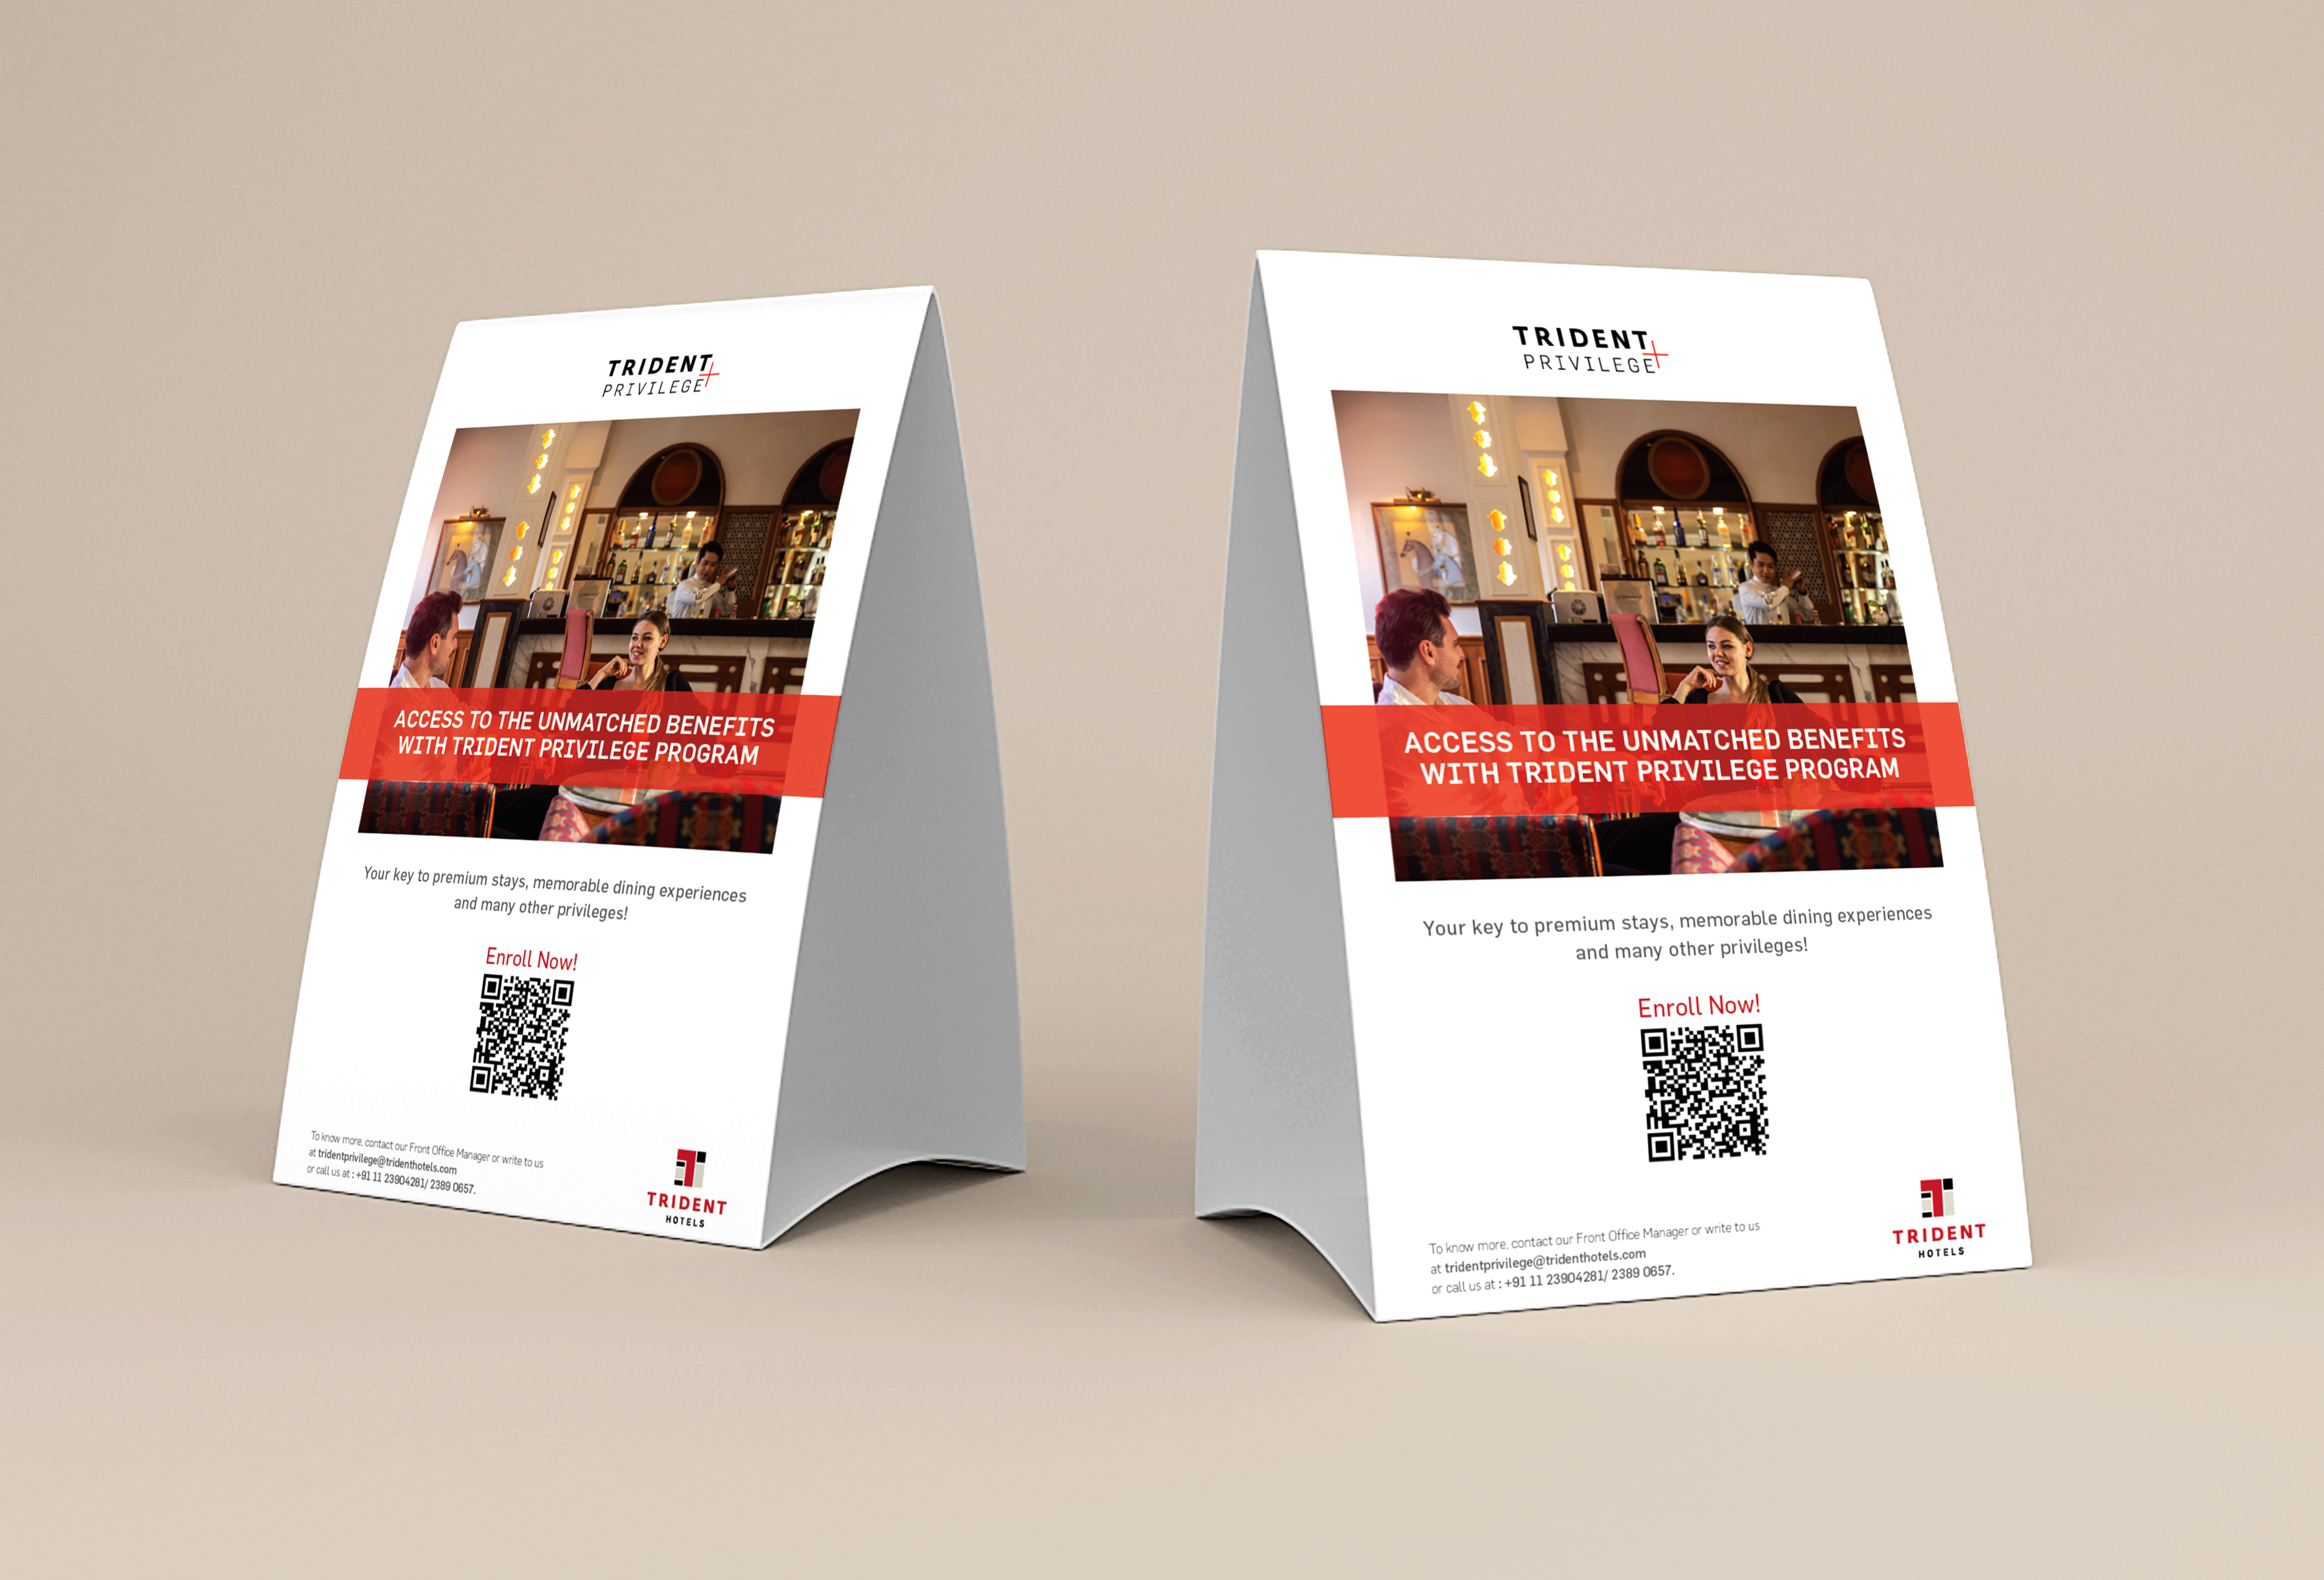 TRIDENT
PRIVILEGE
ACCESS TO THE UNMATCHED BENEFITS
WITH TRIDENT PRIVILEGE PROGRAM
Your key to premium stays, memorable dining experiences
and many other privileges!
Enroll Now!
To know more, contact our Front Office Manager or write to us
at tridentprivilege@tridenthotels.com
or call us at : +91 11 23904281/ 2389 0657.
TRIDENT
HOTELS
TRIDENT
PRIVILEGE
ACCESS TO THE UNMATCHED BENEFITS
WITH TRIDENT PRIVILEGE PROGRAM
Your key to premium stays, memorable dining experiences
and many other privileges!
Enroll Now!
To know more, contact our Front Office Manager or write to us
at tridentprivilege@tridenthotels.com
or call us at : +91 11 23904281/ 2389 0657.
TRIDENT
HOTELS